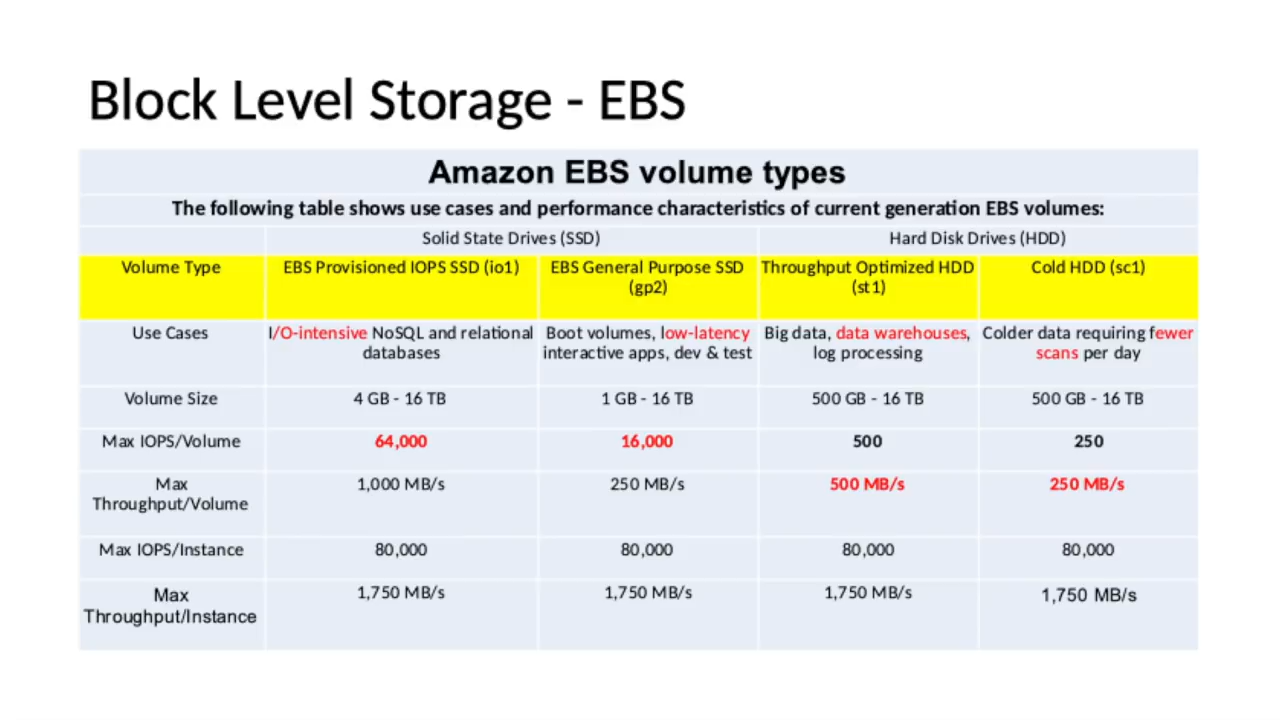 Block Level Storage - EBS
Amazon EBS volume types
The following table shows use cases and performance characteristics of current generation EBS volumes:
Solid State Drives (SSD) Hard Disk Drives (HDD)
Volume Type EBS Provisioned IOPS SSD (io1) EBS General Purpose SSD Throughput Optimized HDD Cold HDD (sc1)
(gp2) (st1)
Use Cases I/O-intensive NoSQL and relational Boot volumes, low-latency Big data, data warehouses, Colder data requiring fewer
databases interactive apps, dev & test log processing scans per day
Volume Size 4 GB - 16 TB 1 GB - 16 TB 500 GB - 16 TB 500 GB - 16 TB
Max IOPS/Volume 64,000 16,000 500 250
Max 1,000 MB/s 250 MB/s 500 MB/s 250 MB/s
Throughput/Volume
Max IOPS/Instance 80,000 80,000 80,000 80,000
Max 1,750 MB/s 1,750 MB/s 1,750 MB/s 1,750 MB/s
Throughput/Instance